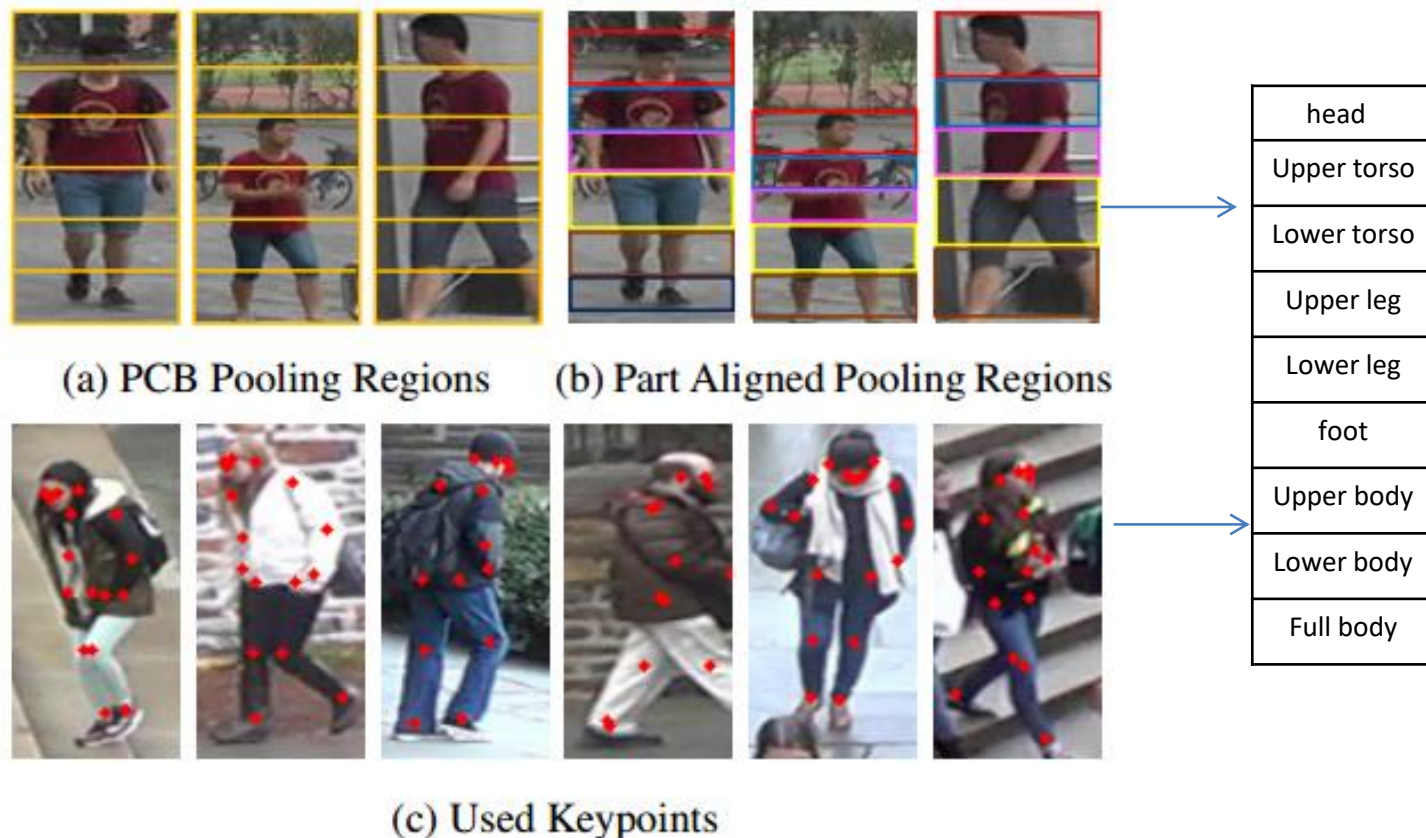 (a) PCB Pooling Regions
(b) Part Aligned Pooling Regions
(c) Used Keypoints
head
Upper torso
Lower torso
Upper leg
Lower leg
foot
Upper body
Lower body
Full body